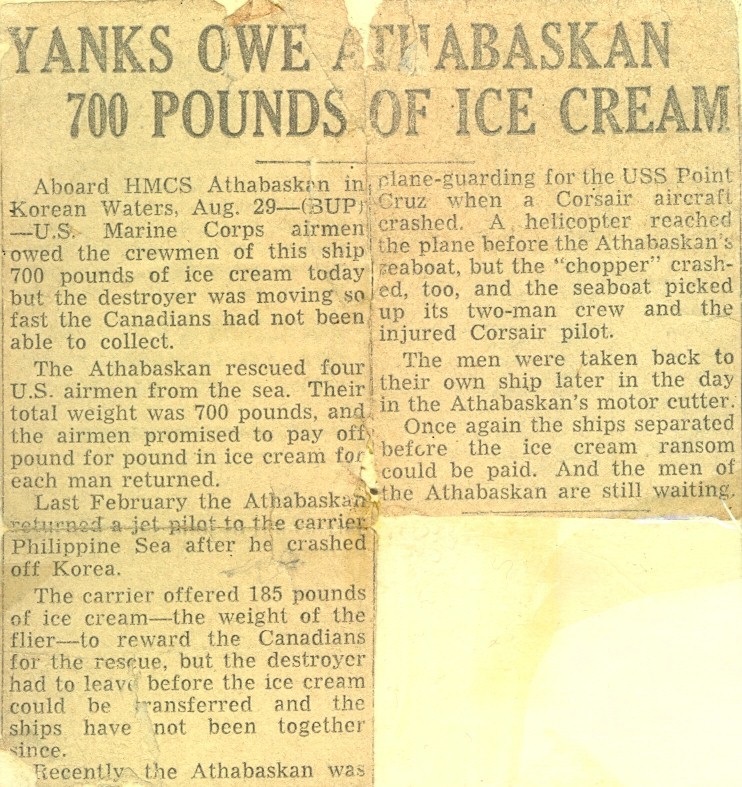 YANKS OWE ATHABASKAN
700 POUNDS OF ICE CREAM
Aboard HMCS Athabaskan in
Korean Waters, Aug. 29—(BUP)
—U.S. Marine Corps airmen
owed the crewmen of this ship
700 pounds of ice cream today
but the destroyer was moving so
fast the Canadians had not been
able to collect.
The Athabaskan rescued four
U.S. airmen from the sea. Their
total weight was 700 pounds, and
the airmen promised to pay off
pound for pound in ice cream for
each man returned.
Last February the Athabaskan
returned a jet pilot to the carrier
Philippine Sea after he crashed
off Korea.
The carrier offered 185 pounds
of ice cream—the weight of the
flier—to reward the Canadians
for the rescue, but the destroyer
had to leave before the ice cream
could be transferred and the
ships have not been together
since.
Recently the Athabaskan was
plane-guarding for the USS Point
Cruz when a Corsair aircraft
crashed. A helicopter reached
the plane before the Athabaskan's
seaboat, but the "chopper" crash-
ed, too, and the seaboat picked
up its two-man crew and the
injured Corsair pilot.
The men were taken back to
their own ship later in the day
in the Athabaskan's motor cutter.
Once again the ships separated
before the ice cream ransom
could be paid. And the men of
the Athabaskan are still waiting.